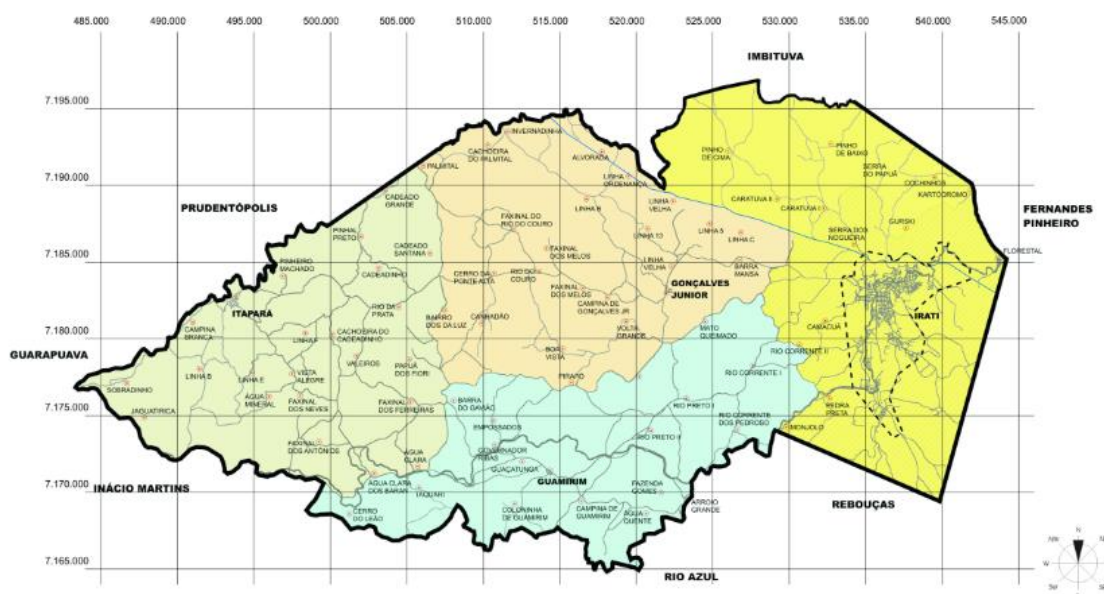 485.000 490.000 495.000 500.000 505.000 510.000 515.000 520.000 525.000 530.000 535.00 540.000 545.000
IMBITUVA
7.195.000
INVERNADINHA
CACHOEIRA
DO PALMITAL
ALVORADA
PINHO
DE CIMA
PINHO
DE BAIXO
PALMITAL
SERRA
DO PAPUÃ
LINHA
ORDENANÇA
COCHINHOS
KARTÓDROMO
7.190.000
CADEADO
GRANDE
LINHA B
LINHA
VELHA
CARATUVA II
CARATUVA I
PRUDENTÓPOLIS
FERNANDES
PINHEIRO
FAXINAL DO
RIO DO COURO
LINHA 10
LINHA 5
LINHA C
GURSKI
PINHAL
PRETO
SERRA DOS
NOGUEIRA
CADEADO
SANTANA
FAXINAL
DOS MELOS
FLORESTAL
7.185.000
PINHEIRO
MACHADO
CADEADINHO
CERRO DA
PONTE ALTA
RIO DO
COURO
LINHA
VELHA
BARRA
MANSA
GONÇALVES
JUNIOR
FAXINAL
DOS MELOS
CAMPINA DE
GONÇALVES JR
ITAPARÁ
RIO DA
PRATA
BAIRRO
DOS DA LUZ
CANHADÃO
IRATI
7.180.000
CAMPINA
BRANCA
LINHA F
CACHOEIRA DO
CADEADINHO
VOLTA
GRANDE
MATO
QUEIMADO
CAMACUÃ
GUARAPUAVA
VALEIROS
BOA
VISTA
RIO CORRENET II
LINHA B
LINHA E
VISTA
ALEGRE
PAPUÃ
DOS FIORI
PIRAPÓ
RIO CORRENTE I
SOBRADINHO
7.175.000
ÁGUA
MINERAL
FAXINAL
DOS NEVES
FAXINAL
DOS FERREIRAS
BARRA
DO GAVIÃO
RIO PRETO I
PEDRA
PRETA
JAGUATIRICA
EMPOSSADOS
RIO CORRENTE
DOS PEDROSO
MONJOLO
FAXINAL
DOS ANTÔNIOS
GOVERNADOR
RIBAS
RIO PRETO II
ÁGUA
CLARA
GUAÇATUNGA
7.170.000
INÁCIO MARTINS
ÁGUA CLARA
DOS BARAN
TAQUARI
GUAMIRIM
FAZENDA
GOMES
ARROIO
GRANDE
REBOUÇAS
CERRO
DO LEÃO
COLONINHA
DE GUAMIRIM
CAMPINA DE
GUAMIRIM
ÁGUA
QUENTE
7.165.000
RIO AZUL
N
W